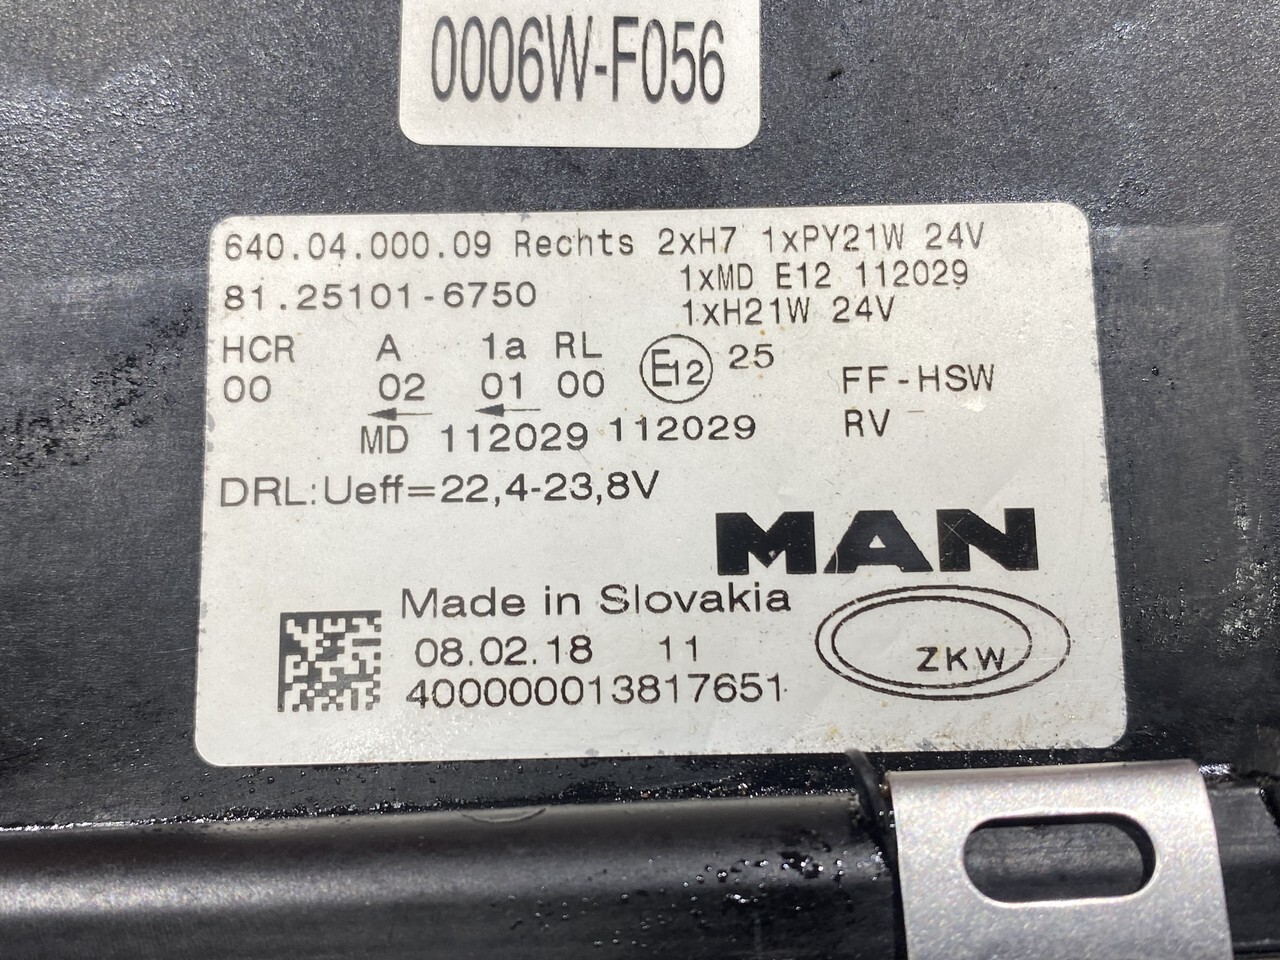 0006W-F056
640.04.000.09 Rechts 2xH7 1xPY21W 24V
1xMD E12 112029
81.25101-6750
1xH21W 24V
HCR A 1a RL
00 02 01 00
E12 25
FF-HSW
MD 112029 112029
RV
DRL:Ueff=22,4-23,8V
MAN
Made in Slovakia
08.02.18 11
400000013817651
ZKW